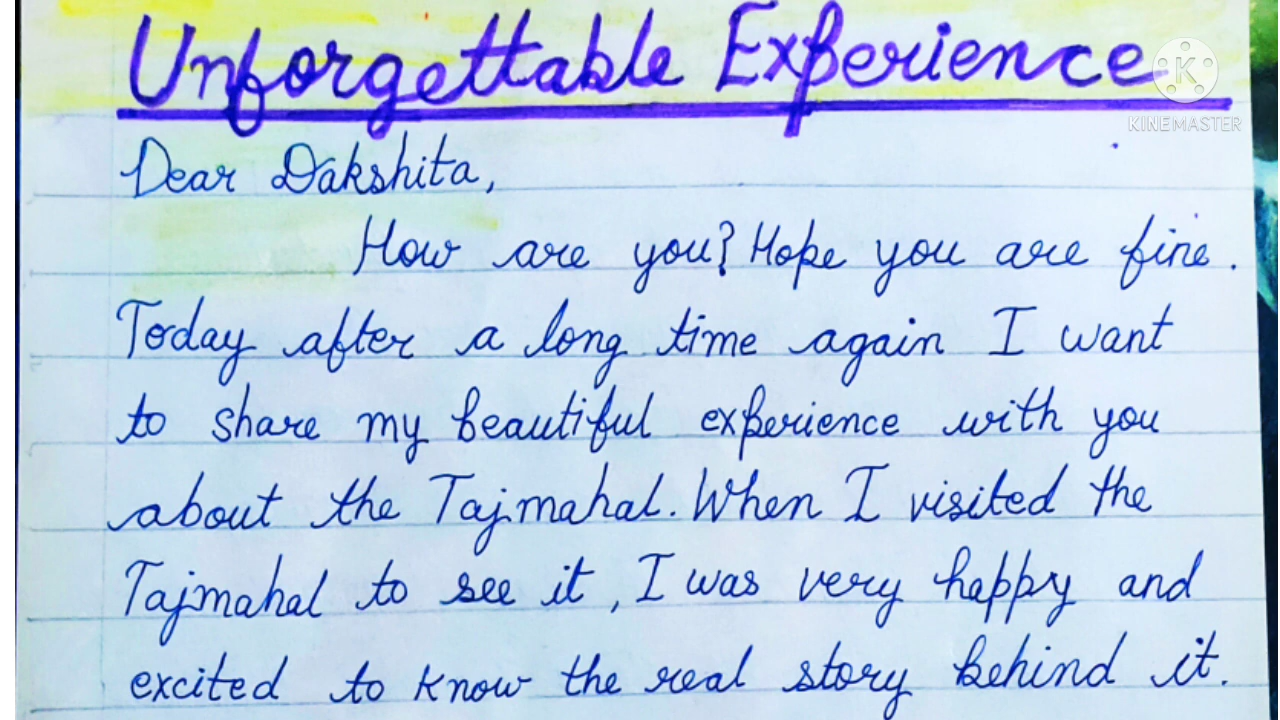 Unforgettable Experience
KINEMASTER
Dear Dakshita,
How are you? Hope you are fine.
Today after a long time again I want
to share my beautiful experience with you
about the Tajmahal. When I visited the
Tajmahal to see it, I was very happy and
excited to know the real story behind it.